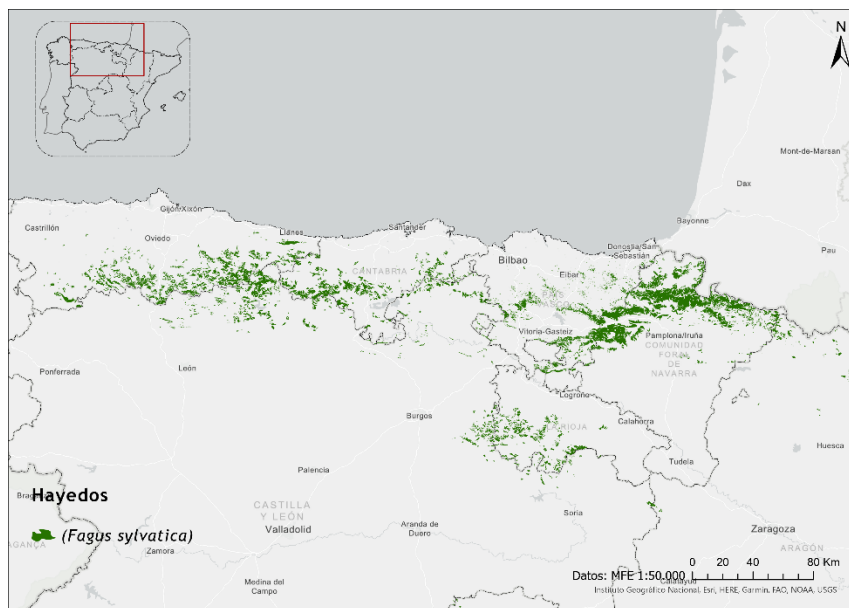 N
Mont-de-Marsan
Dax
Gijón/Xixón
Castrillón
Oviedo
Llanes
Santander
Bayonne
Bilbao
Donostia/San
Sebastián
Pau
CANTABRIA
Eibar
Vitoria-Gasteiz
Pamplona/Iruña
COMUNIDAD
FORAL
DE
NAVARRA
León
Ponferrada
Logroño
Burgos
Calahorra
LA RIOJA
Huesca
Palencia
Tudela
Hayedos
(Fagus sylvatica)
CASTILLA
Y LEÓN
Valladolid
Aranda de
Duero
Soria
Zaragoza
ARAGÓN
Zamora
Medina del
Campo
Calatayud
Datos: MFE 1:50.000
0 20 40 80 Km
Instituto Geográfico Nacional, Esri, HERE, Garmin, FAO, NOAA, USGS